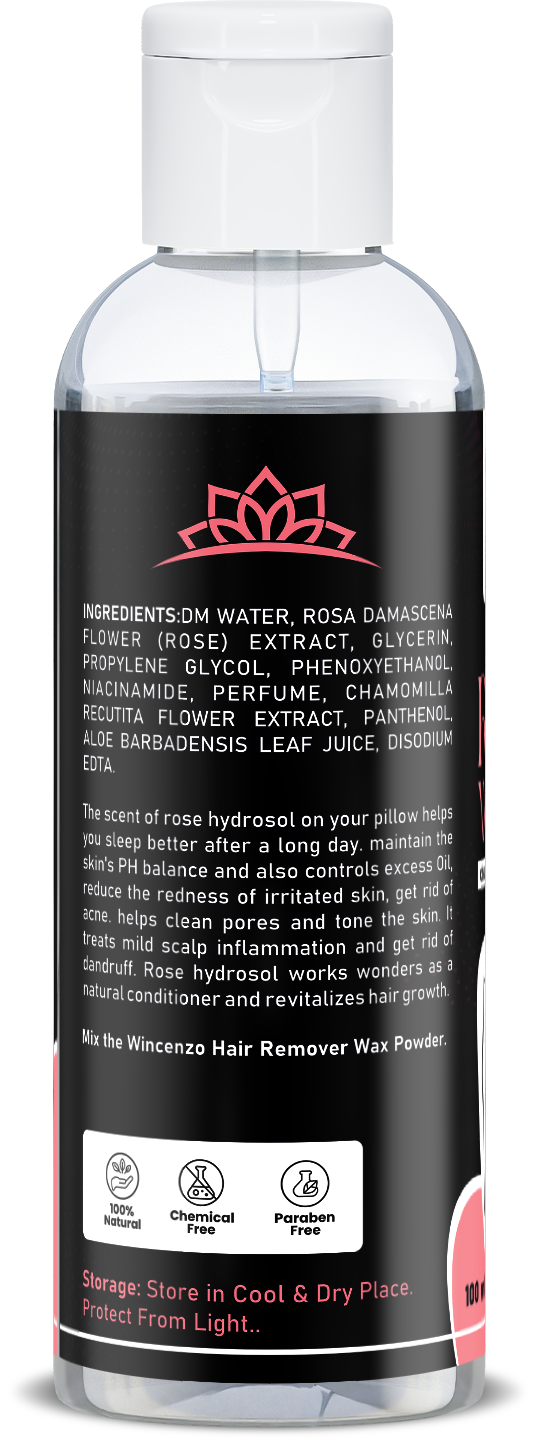 INGREDIENTS:DM WATER, ROSA DAMASCENA
FLOWER (ROSE) EXTRACT, GLYCERIN,
PROPYLENE GLYCOL, PHENOXYETHANOL,
NIACINAMIDE, PERFUME, CHAMOMILLA
RECUTITA FLOWER EXTRACT, PANTHENOL,
ALOE BARBADENSIS LEAF JUICE, DISODIUM
EDTA.
The scent of rose hydrosol on your pillow helps
you sleep better after a long day. maintain the
skin's PH balance and also controls excess Oil,
reduce the redness of irritated skin, get rid of
acne. helps clean pores and tone the skin. It
treats mild scalp inflammation and get rid of
dandruff. Rose hydrosol works wonders as a
natural conditioner and revitalizes hair growth.
Mix the Wincenzo Hair Remover Wax Powder.
100%
Natural
Chemical
Free
Paraben
Free
Storage: Store in Cool & Dry Place.
Protect From Light..
100